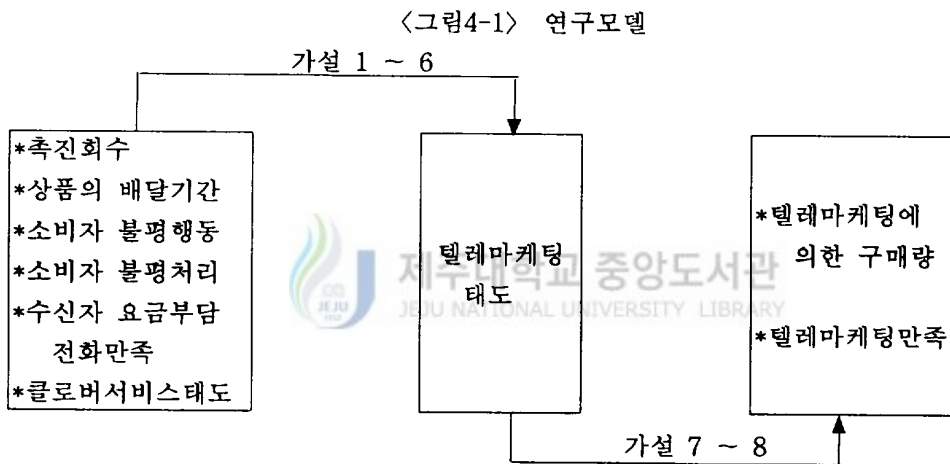 〈그림4-1〉 연구모델
가설 1 ~ 6
*촉진회수
*상품의 배달기간
*소비자 불평행동
*소비자 불평처리
*수신자 요금부담
전화만족
*클로버서비스태도
텔레마케팅
태도
*텔레마케팅에
의한 구매량
*텔레마케팅만족
제주대학교 중앙도서관
JEJU NATIONAL UNIVERSITY LIBRARY
JEJU
1952
가설 7 ~ 8